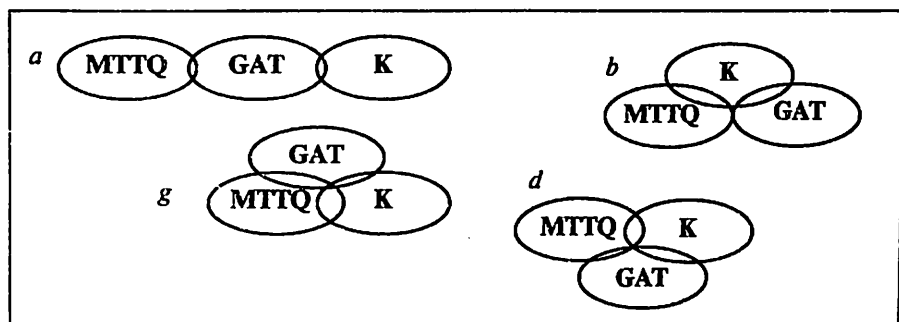 a MTTQ GAT K
b K
MTTQ GAT
g GAT
MTTQ K
d
MTTQ K
GAT